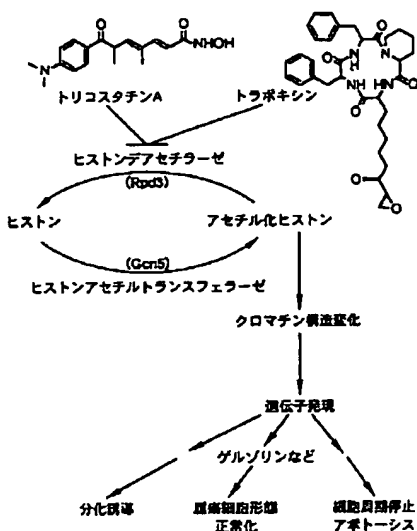 トリコスタチンA
トラポキシン
ヒストンデアセチラーゼ
(Rpd3)
ヒストン
アセチル化ヒストン
(Gcn5)
ヒストンアセチルトランスフェラーゼ
クロマチン構造変化
遺伝子発現
ゲルゾリンなど
分化誘導
腫瘍細胞形態
正常化
細胞周期停止
アポトーシス